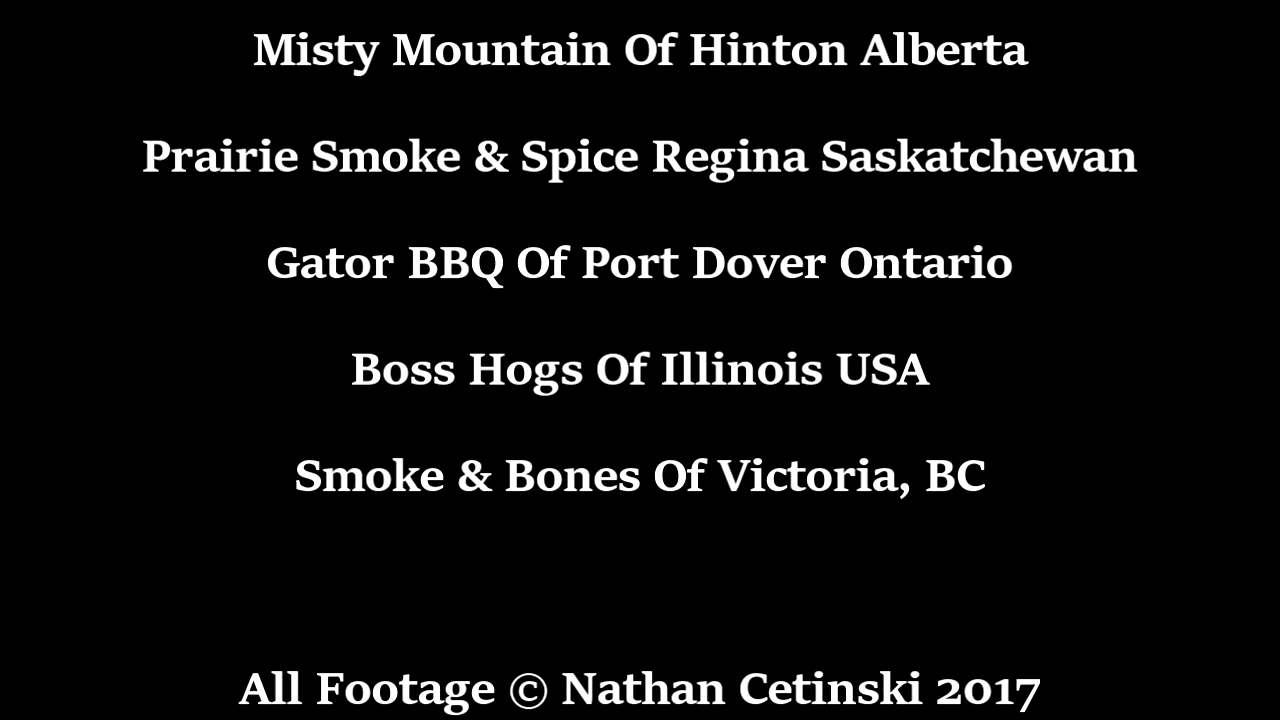 Misty Mountain Of Hinton Alberta
Prairie Smoke & Spice Regina Saskatchewan
Gator BBQ Of Port Dover Ontario
Boss Hogs Of Illinois USA
Smoke & Bones Of Victoria, BC
All Footage © Nathan Cetinski 2017